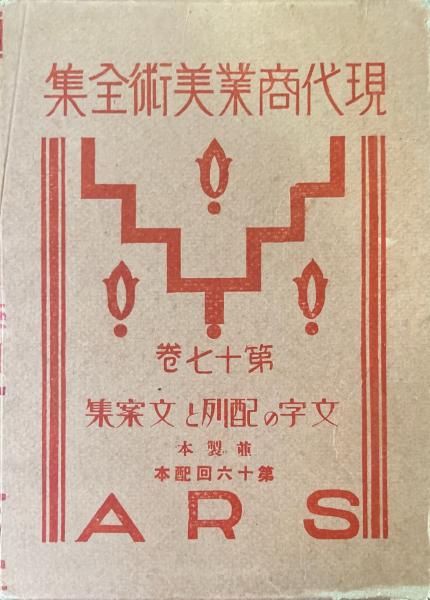 現代商業美術全集
第十七巻
文字の配列と文案集
並製本
第十六回配本
ARS